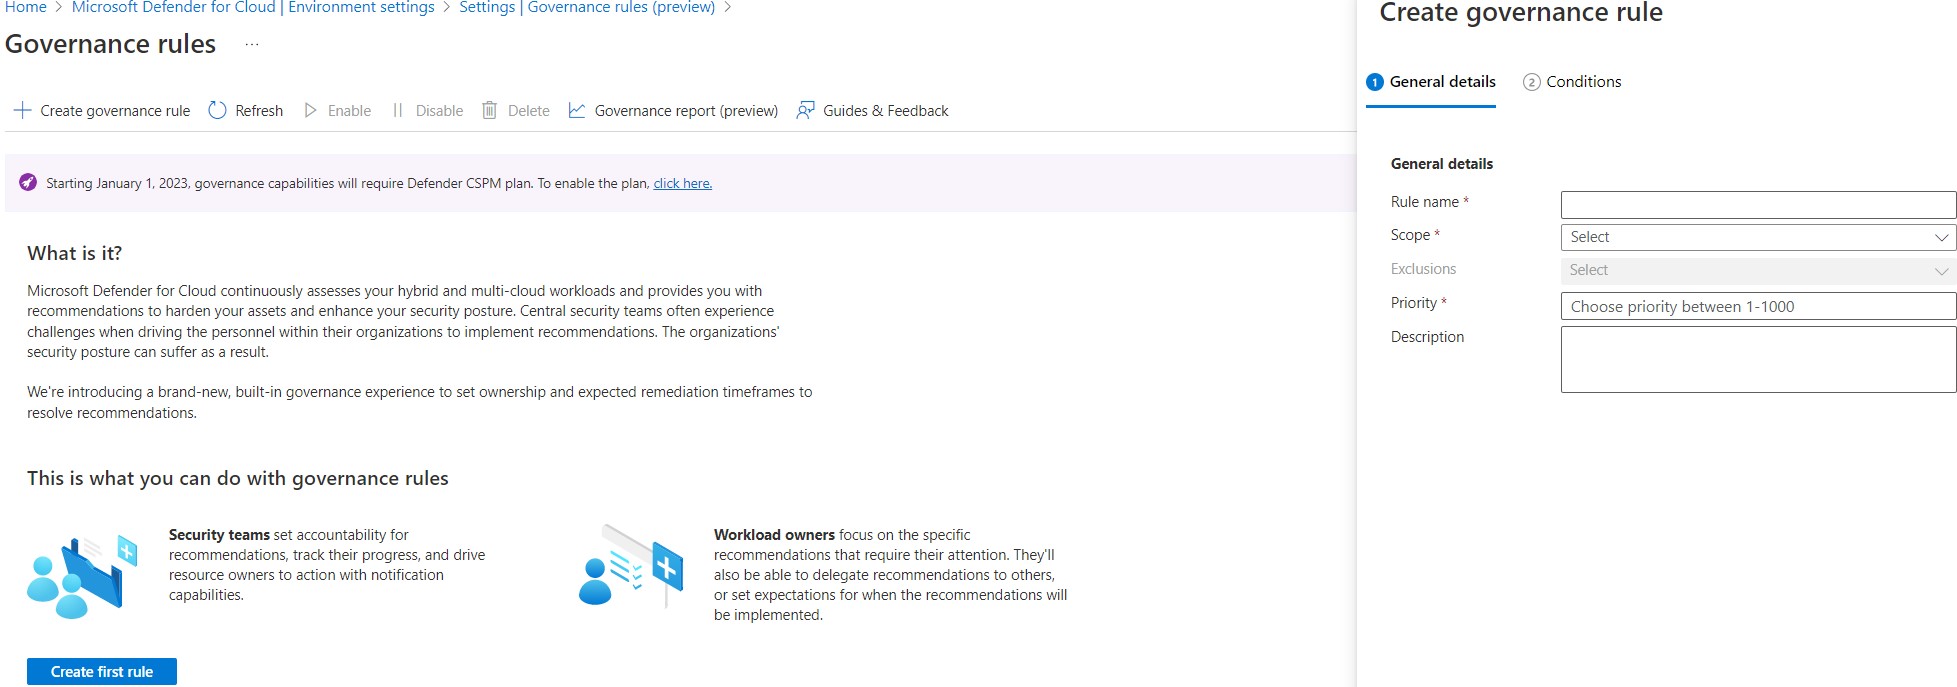 Home > Microsoft Defender for Cloud | Environment settings > Settings | Governance rules (preview) >
Governance rules ...
Create governance rule Refresh Enable Disable Delete Governance report (preview) Guides & Feedback
Starting January 1, 2023, governance capabilities will require Defender CSPM plan. To enable the plan, click here.
What is it?
Microsoft Defender for Cloud continuously assesses your hybrid and multi-cloud workloads and provides you with
recommendations to harden your assets and enhance your security posture. Central security teams often experience
challenges when driving the personnel within their organizations to implement recommendations. The organizations'
security posture can suffer as a result.
We're introducing a brand-new, built-in governance experience to set ownership and expected remediation timeframes to
resolve recommendations.
This is what you can do with governance rules
Security teams set accountability for
recommendations, track their progress, and drive
resource owners to action with notification
capabilities.
Workload owners focus on the specific
recommendations that require their attention. They'll
also be able to delegate recommendations to others,
or set expectations for when the recommendations will
be implemented.
Create first rule
Create governance rule
1 General details 2 Conditions
General details
Rule name *
Scope * Select
Exclusions Select
Priority * Choose priority between 1-1000
Description